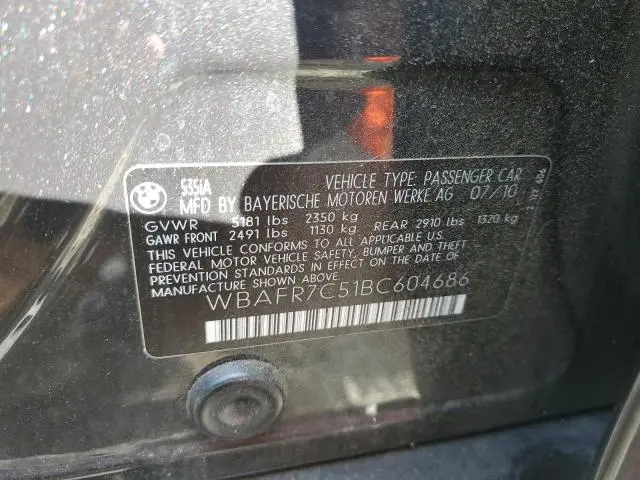 BMW
535iA VEHICLE TYPE: PASSENGER CAR
MFD BY BAYERISCHE MOTOREN WERKE AG 07/10
GVWR 5181 lbs 2350 kg
GAWR FRONT 2491 lbs 1130 kg REAR 2910 lbs 1320 kg
THIS VEHICLE CONFORMS TO ALL APPLICABLE U.S.
FEDERAL MOTOR VEHICLE SAFETY, BUMPER, AND THEFT
PREVENTION STANDARDS IN EFFECT ON THE DATE OF
MANUFACTURE SHOWN ABOVE
WBAFR7C51BC604686